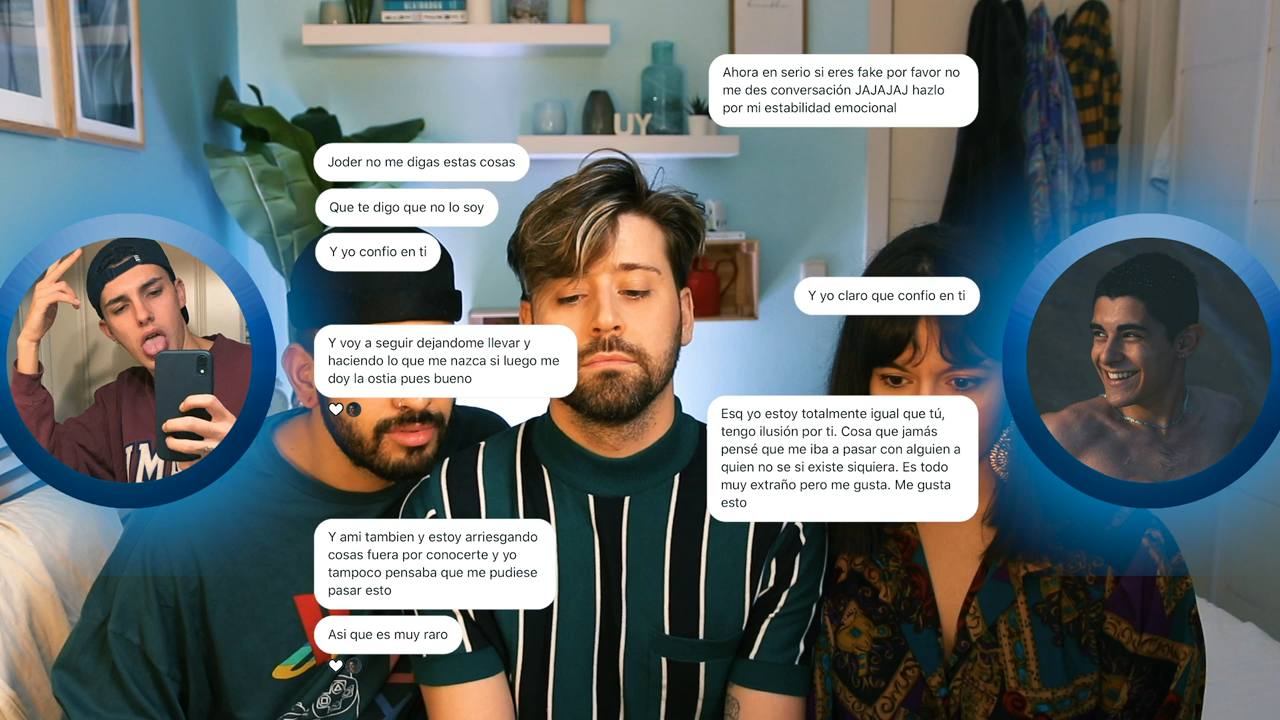 Ahora en serio si eres fake por favor no
me des conversación JAJAJAJ hazlo
por mi estabilidad emocional
UY
Joder no me digas estas cosas
Que te digo que no lo soy
Y yo confio en ti
Y yo claro que confio en ti
Y voy a seguir dejandome llevar y
haciendo lo que me nazca si luego me
doy la ostia pues bueno
Esq yo estoy totalmente igual que tú,
tengo ilusión por ti. Cosa que jamás
pensé que me iba a pasar con alguien a
quien no se si existe siquiera. Es todo
muy extraño pero me gusta. Me gusta
esto
Y ami tambien y estoy arriesgando
cosas fuera por conocerte y yo
tampoco pensaba que me pudiese
pasar esto
Asi que es muy raro